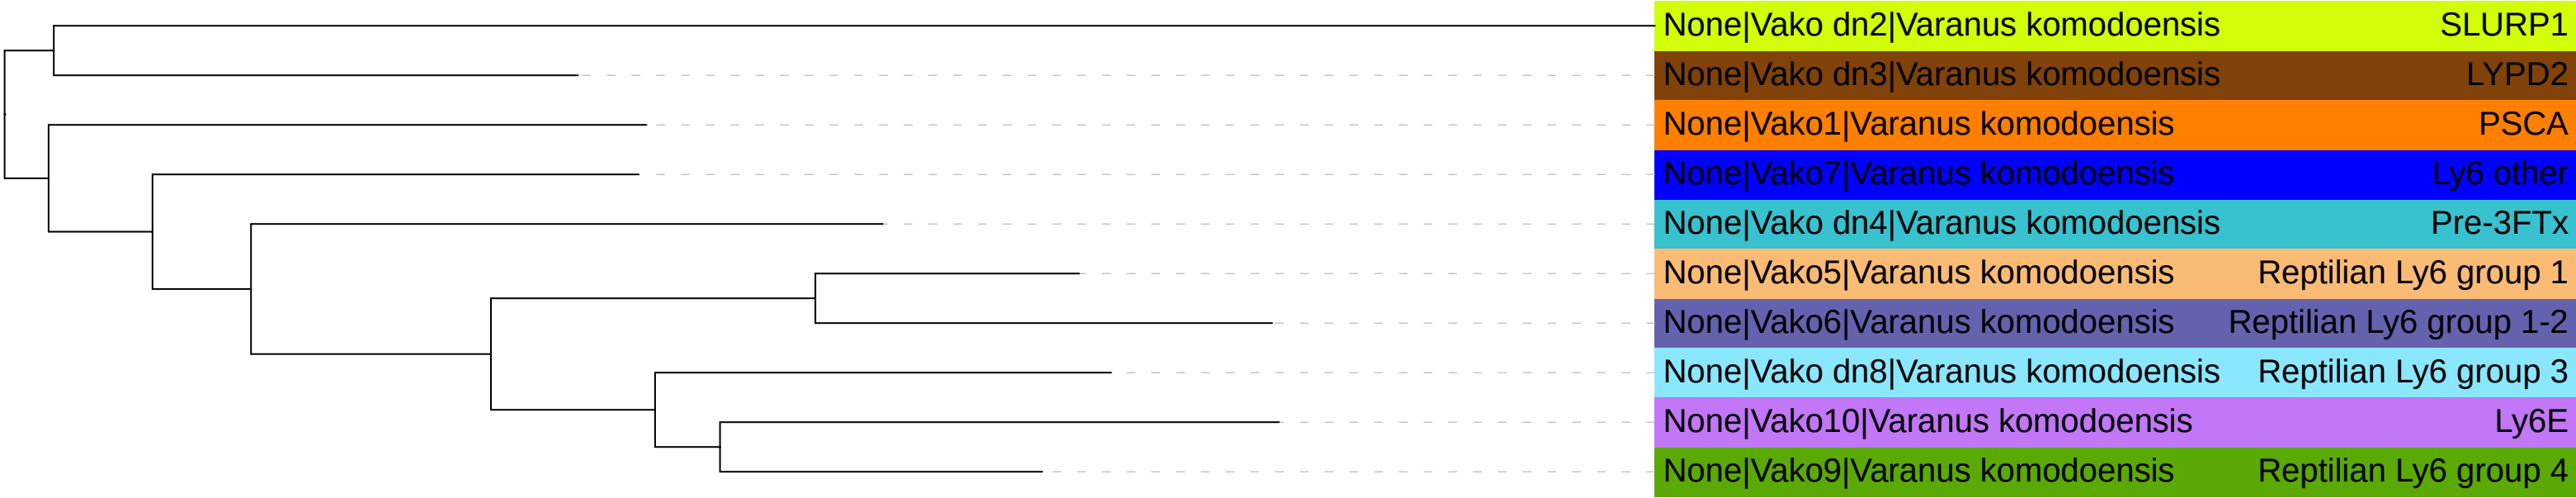 None|Vako dn2|Varanus komodoensis SLURP1
None|Vako dn3|Varanus komodoensis LYPD2
None|Vako1|Varanus komodoensis PSCA
None|Vako7|Varanus komodoensis Ly6 other
None|Vako dn4|Varanus komodoensis Pre-3FTx
None|Vako5|Varanus komodoensis Reptilian Ly6 group 1
None|Vako6|Varanus komodoensis Reptilian Ly6 group 1-2
None|Vako dn8|Varanus komodoensis Reptilian Ly6 group 3
None|Vako10|Varanus komodoensis Ly6E
None|Vako9|Varanus komodoensis Reptilian Ly6 group 4